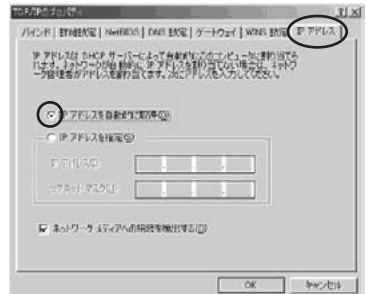 TCP/IPのプロパティ
バインド 詳細設定 NetBIOS DNS 設定 ゲートウェイ WINS 設定 IP アドレス
IP アドレスは DHCP サーバーによって自動的にこのコンピュータに割り当てら
れます。ネットワークが自動的に IP アドレスを割り当てない場合は、ネットワ
ーク管理者がアドレスを割り当てます。次にアドレスを入力してください。
IP アドレスを自動的に取得(O)
IP アドレスを指定(S)
IP アドレス(I):
サブネット マスク(U):
ネットワーク メディアへの接続を検出する(D)
OK キャンセル